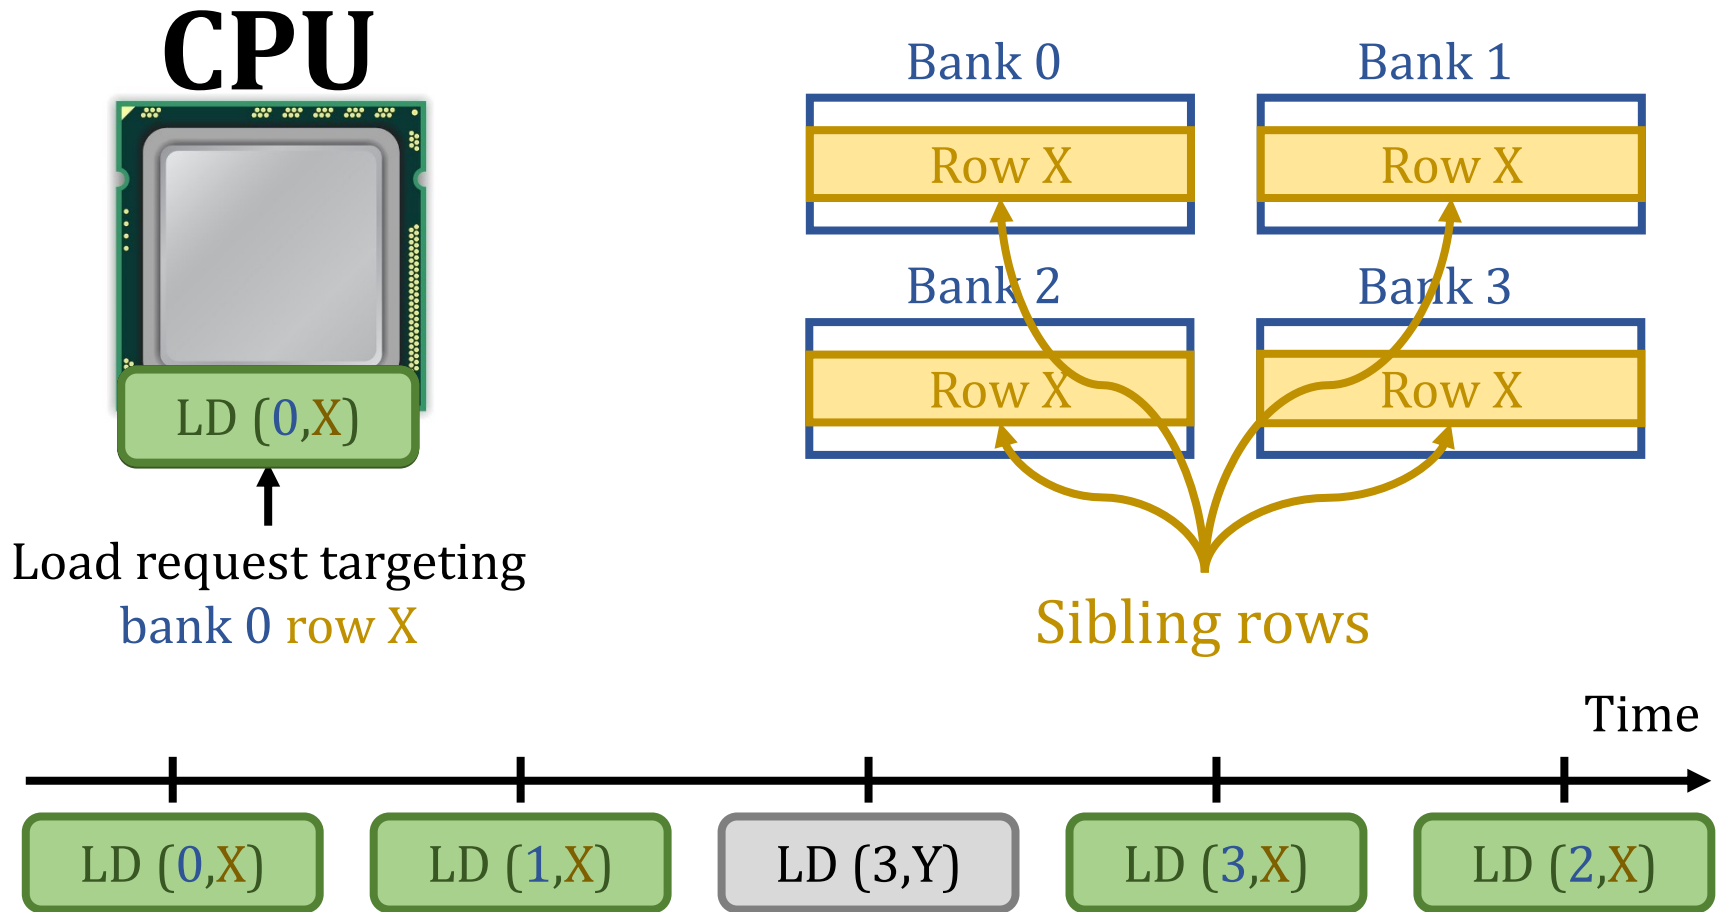 CPU
LD (0,X)
Load request targeting
bank 0 row X
Bank 0
Row X
Bank 1
Row X
Bank 2
Row X
Bank 3
Row X
Sibling rows
Time
LD (0,X)
LD (1,X)
LD (3,Y)
LD (3,X)
LD (2,X)